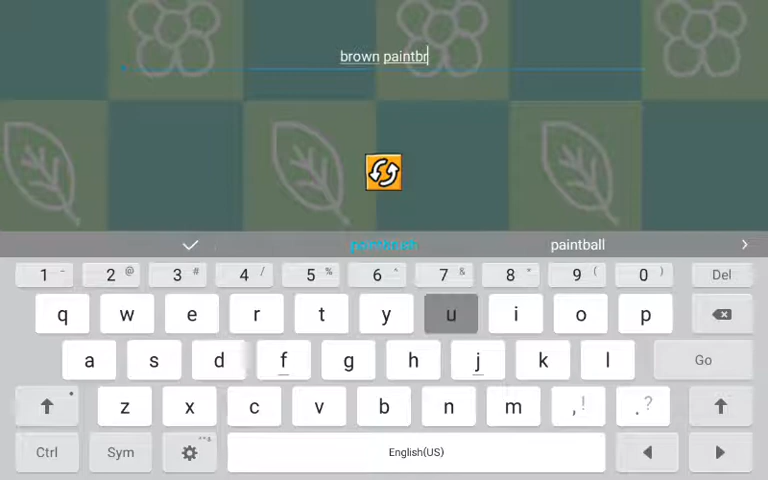 brown paintbr
paintbrush paintball
1 - 2 @ 3 # 4 / 5 % 6 ^ 7 & 8 * 9 ( 0 ) Del
q w e r t y u i o p
a s d f g h j k l Go
z x c v b n m , ! . ?
Ctrl Sym English(US)